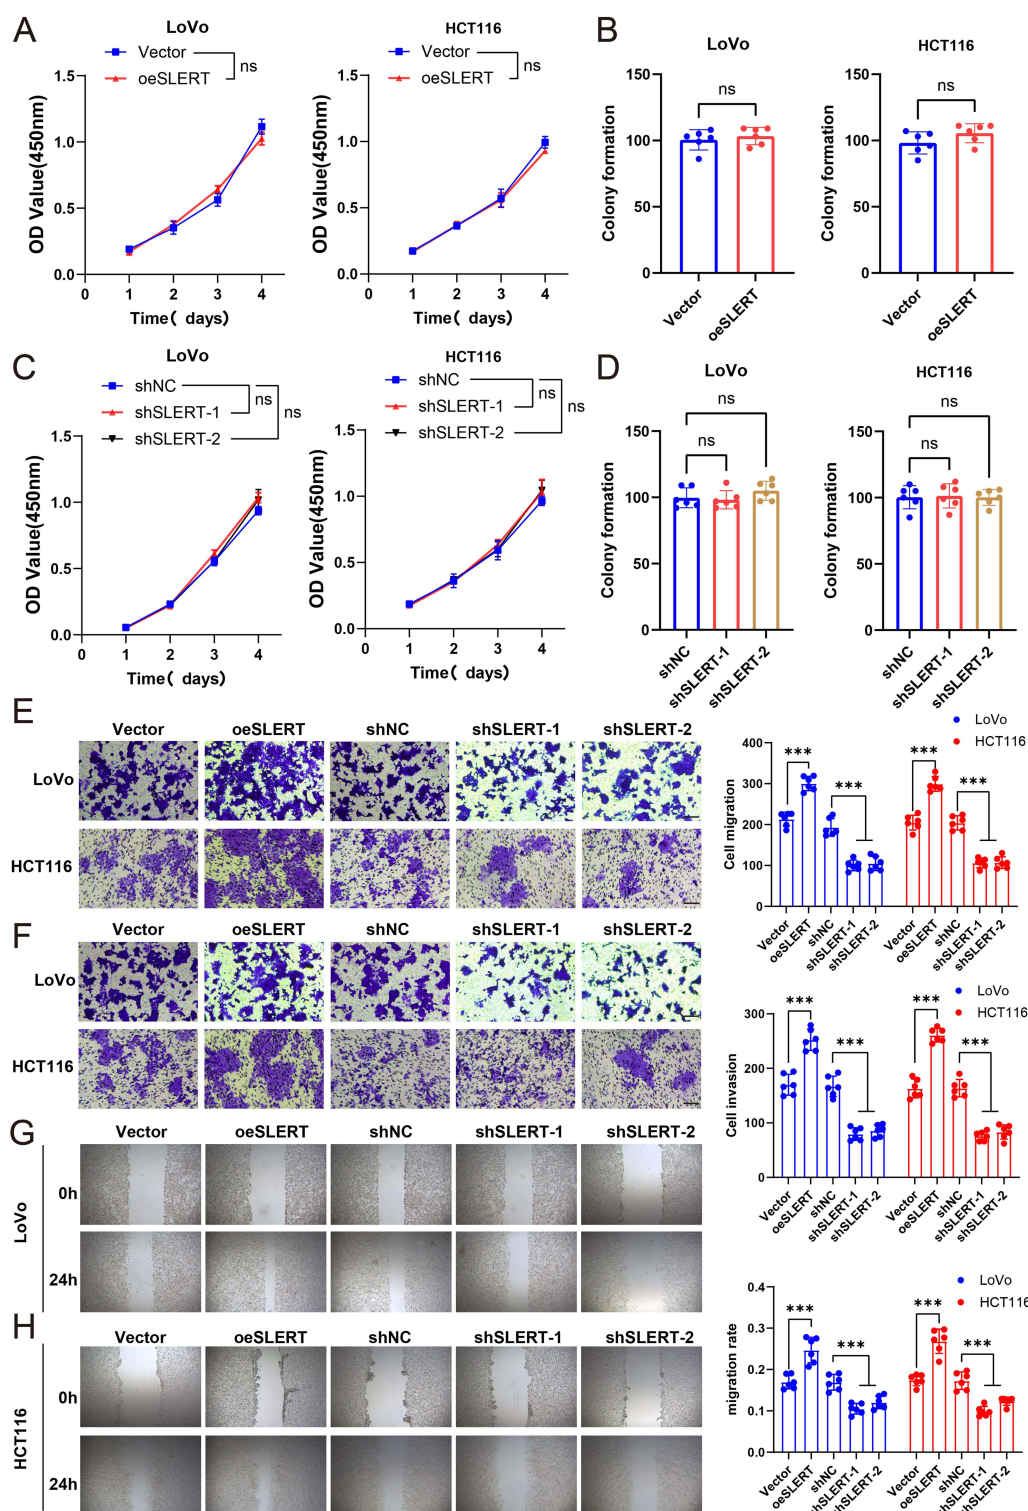 A
LoVo
Vector
oeSLERT
ns
OD Value(450nm)
1.5
1.0
0.5
0.0
0 1 2 3 4
Time( days)
HCT116
Vector
oeSLERT
ns
OD Value(450nm)
1.5
1.0
0.5
0.0
0 1 2 3 4
Time( days)
B
LoVo
ns
Colony formation
150
100
50
0
Vector
oeSLERT
HCT116
ns
Colony formation
150
100
50
0
Vector
oeSLERT
C
LoVo
shNC
shSLERT-1
shSLERT-2
ns
ns
OD Value(450nm)
1.5
1.0
0.5
0.0
0 1 2 3 4
Time( days)
HCT116
shNC
shSLERT-1
shSLERT-2
ns
ns
OD Value(450nm)
1.5
1.0
0.5
0.0
0 1 2 3 4
Time( days)
D
LoVo
ns
ns
Colony formation
150
100
50
0
shNC
shSLERT-1
shSLERT-2
HCT116
ns
ns
Colony formation
150
100
50
0
shNC
shSLERT-1
shSLERT-2
E
Vector oeSLERT shNC shSLERT-1 shSLERT-2
LoVo
HCT116
LoVo
HCT116
Cell migration
400
300
200
100
0
*** *** *** ***
Vector oeSLERT shNC shSLERT-1 shSLERT-2 Vector oeSLERT shNC shSLERT-1 shSLERT-2
F
Vector oeSLERT shNC shSLERT-1 shSLERT-2
LoVo
HCT116
LoVo
HCT116
Cell invasion
300
200
100
0
*** *** *** ***
Vector oeSLERT shNC shSLERT-1 shSLERT-2 Vector oeSLERT shNC shSLERT-1 shSLERT-2
G
Vector oeSLERT shNC shSLERT-1 shSLERT-2
LoVo
0h
24h
H
Vector oeSLERT shNC shSLERT-1 shSLERT-2
HCT116
0h
24h
LoVo
HCT116
migration rate
0.4
0.3
0.2
0.1
0.0
*** *** *** ***
Vector oeSLERT shNC shSLERT-1 shSLERT-2 Vector oeSLERT shNC shSLERT-1 shSLERT-2